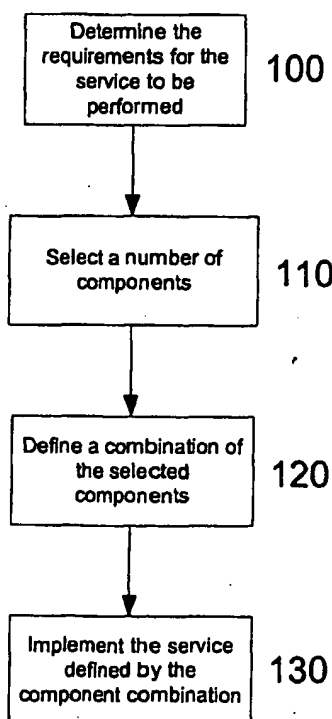 Determine the
requirements for the
service to be
performed
100
Select a number of
components
110
Define a combination of
the selected
components
120
Implement the service
defined by the
component combination
130